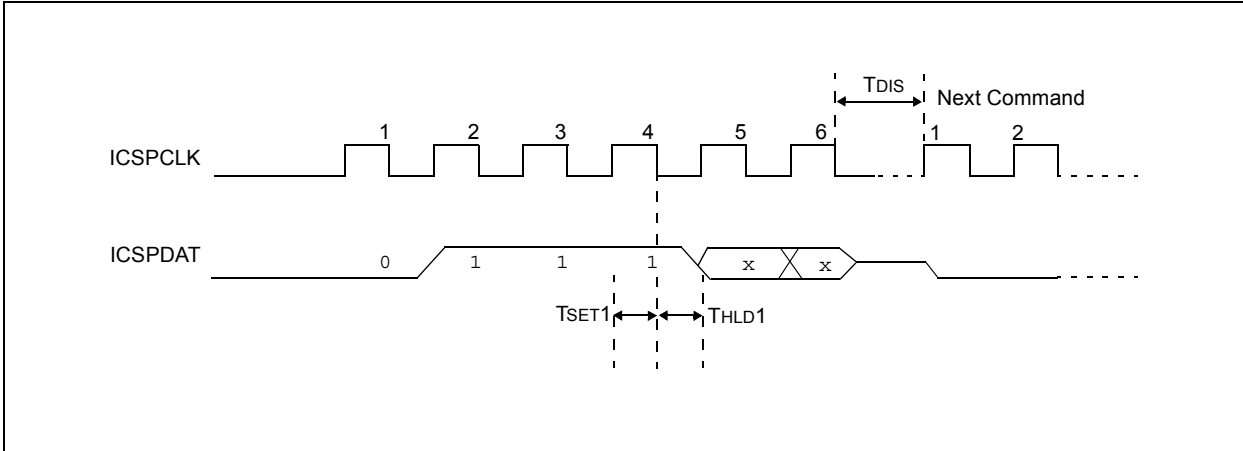 TDIS
Next Command
1 2 3 4 5 6 1 2
ICSPCLK
ICSPDAT
0 1 1 1 x x
TSET1 THLD1